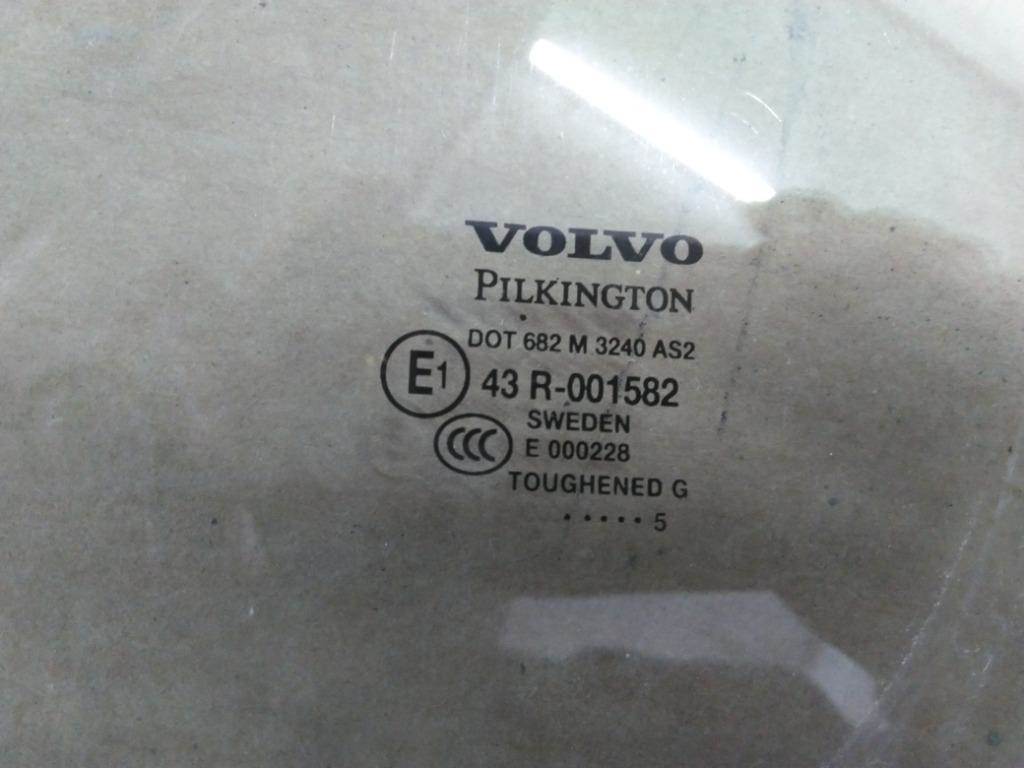 VOLVO
PILKINGTON
DOT 682 M 3240 AS2
E1 43 R-001582
SWEDEN
CCC E 000228
TOUGHENED G
• • • • • 5